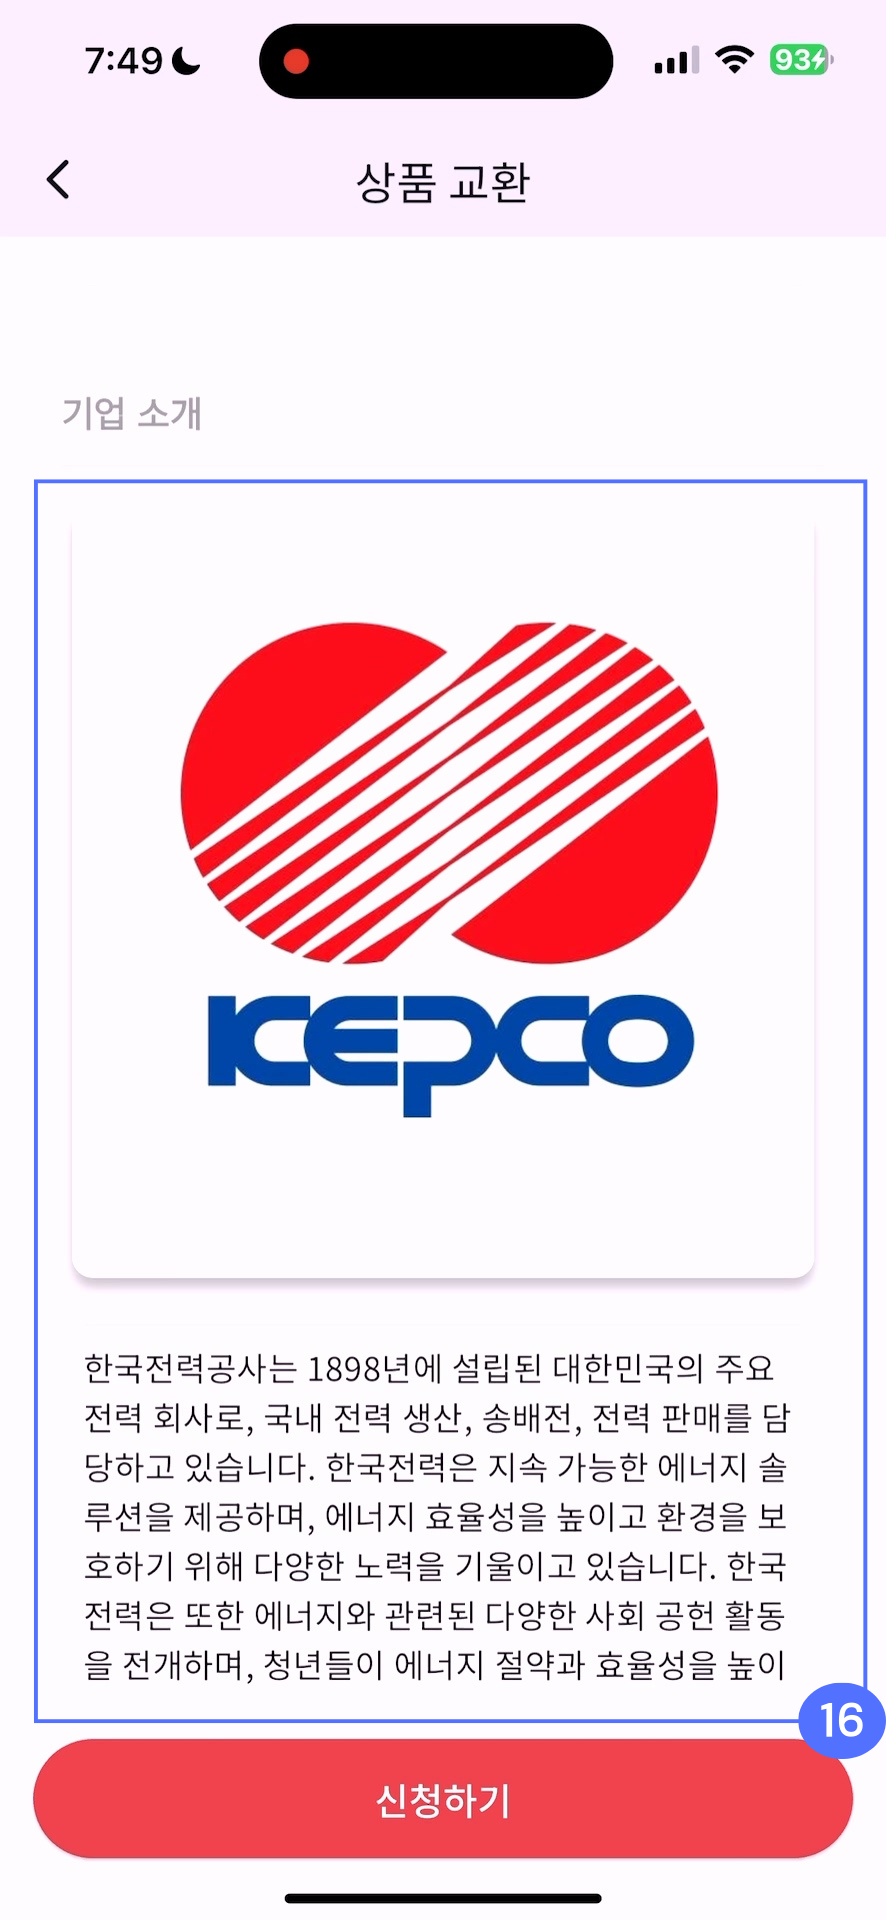 7:49
93
상품 교환
기업 소개
KEPCO
한국전력공사는 1898년에 설립된 대한민국의 주요
전력 회사로, 국내 전력 생산, 송배전, 전력 판매를 담
당하고 있습니다. 한국전력은 지속 가능한 에너지 솔
루션을 제공하며, 에너지 효율성을 높이고 환경을 보
호하기 위해 다양한 노력을 기울이고 있습니다. 한국
전력은 또한 에너지와 관련된 다양한 사회 공헌 활동
을 전개하며, 청년들이 에너지 절약과 효율성을 높이
16
신청하기